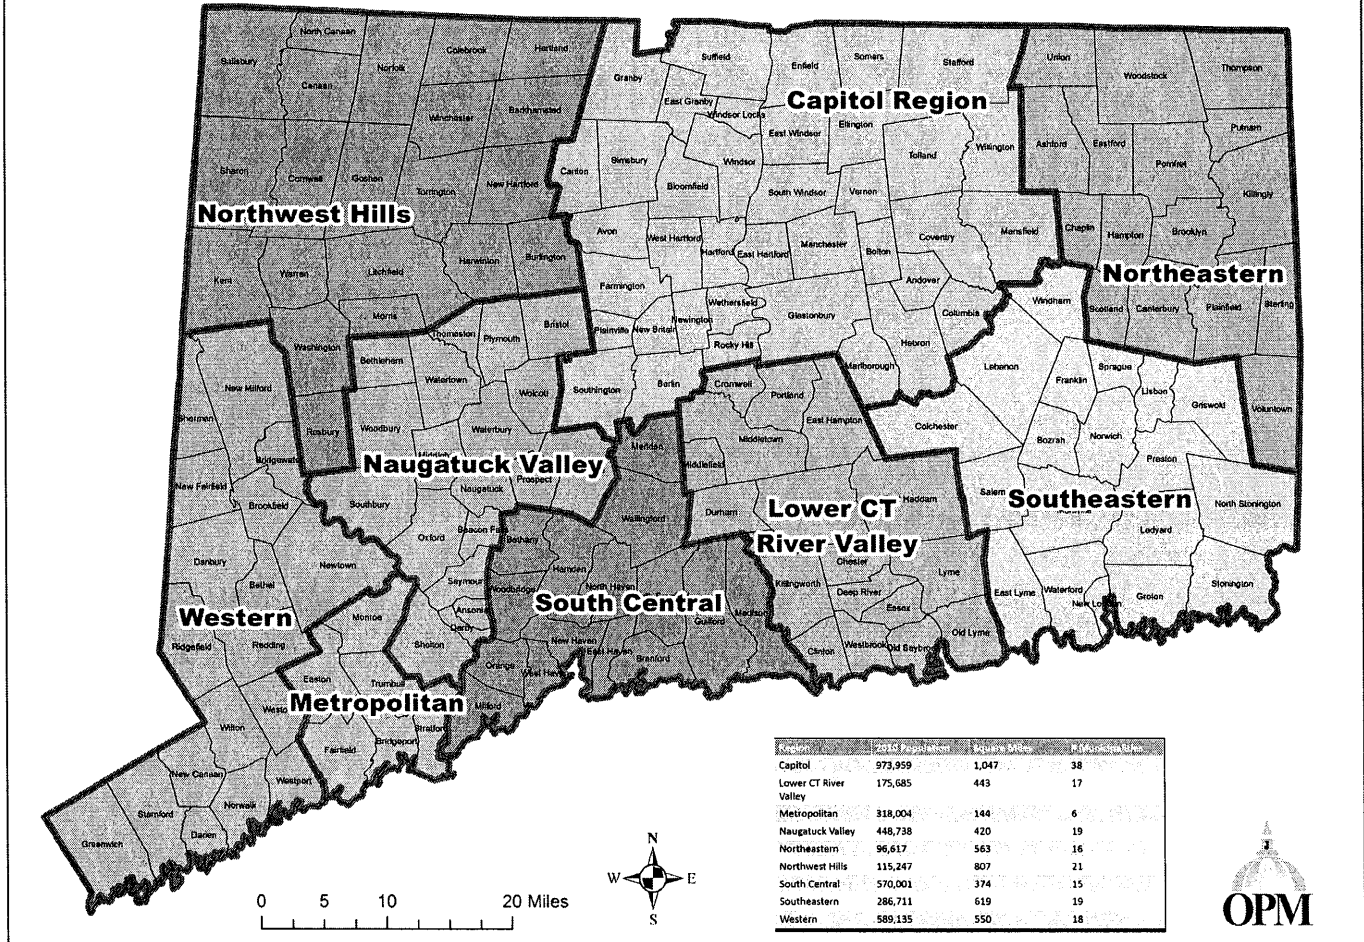 North Canaan
Salisbury
Norfolk
Colebrook
Hartland
Canaan
Winchester
Barkhamsted
Sharon
Cornwall
Goshen
Torrington
New Hartford
Northwest Hills
Kent
Warren
Litchfield
Harwinton
Burlington
Morris
Washington
Roxbury
Granby
Suffield
Enfield
Somers
Stafford
East Granby
Windsor Locks
Capitol Region
East Windsor
Ellington
Willington
Canton
Simsbury
Bloomfield
Windsor
Tolland
South Windsor
Vernon
Avon
West Hartford
Hartford
East Hartford
Manchester
Bolton
Coventry
Mansfield
Farmington
Wethersfield
Andover
Plainville
New Britain
Newington
Glastonbury
Columbia
Rocky Hill
Hebron
Marlborough
Southington
Berlin
Union
Woodstock
Thompson
Putnam
Ashford
Eastford
Pomfret
Killingly
Chaplin
Hampton
Brooklyn
Northeastern
Scotland
Canterbury
Plainfield
Sterling
Voluntown
Bristol
Thomaston
Plymouth
Bethlehem
Watertown
Wolcott
Woodbury
Waterbury
Naugatuck Valley
Prospect
Naugatuck
Southbury
Beacon Falls
Oxford
Seymour
Ansonia
Derby
Shelton
New Milford
Sherman
Bridgewater
New Fairfield
Brookfield
Danbury
Bethel
Newtown
Western
Ridgefield
Redding
Wilton
Weston
New Canaan
Westport
Stamford
Norwalk
Darien
Greenwich
Monroe
Easton
Trumbull
Metropolitan
Fairfield
Bridgeport
Stratford
Meriden
Wallingford
Bethany
Hamden
Woodbridge
North Haven
South Central
Guilford
Madison
New Haven
East Haven
Branford
Orange
West Haven
Milford
Cromwell
Portland
East Hampton
Middletown
Middlefield
Durham
Haddam
Lower CT
River Valley
Killingworth
Chester
Deep River
Essex
Lyme
Clinton
Westbrook
Old Saybrook
Old Lyme
Windham
Lebanon
Franklin
Sprague
Lisbon
Griswold
Colchester
Bozrah
Norwich
Preston
Salem
Southeastern
North Stonington
Ledyard
East Lyme
Waterford
New London
Groton
Stonington
Region 2010 Population Square Miles # Municipalities
Capitol 973,959 1,047 38
Lower CT River 175,685 443 17
Valley
Metropolitan 318,004 144 6
Naugatuck Valley 448,738 420 19
Northeastern 96,617 563 16
Northwest Hills 115,247 807 21
South Central 570,001 374 15
Southeastern 286,711 619 19
Western 589,135 550 18
N
W E
S
0 5 10 20 Miles
OPM